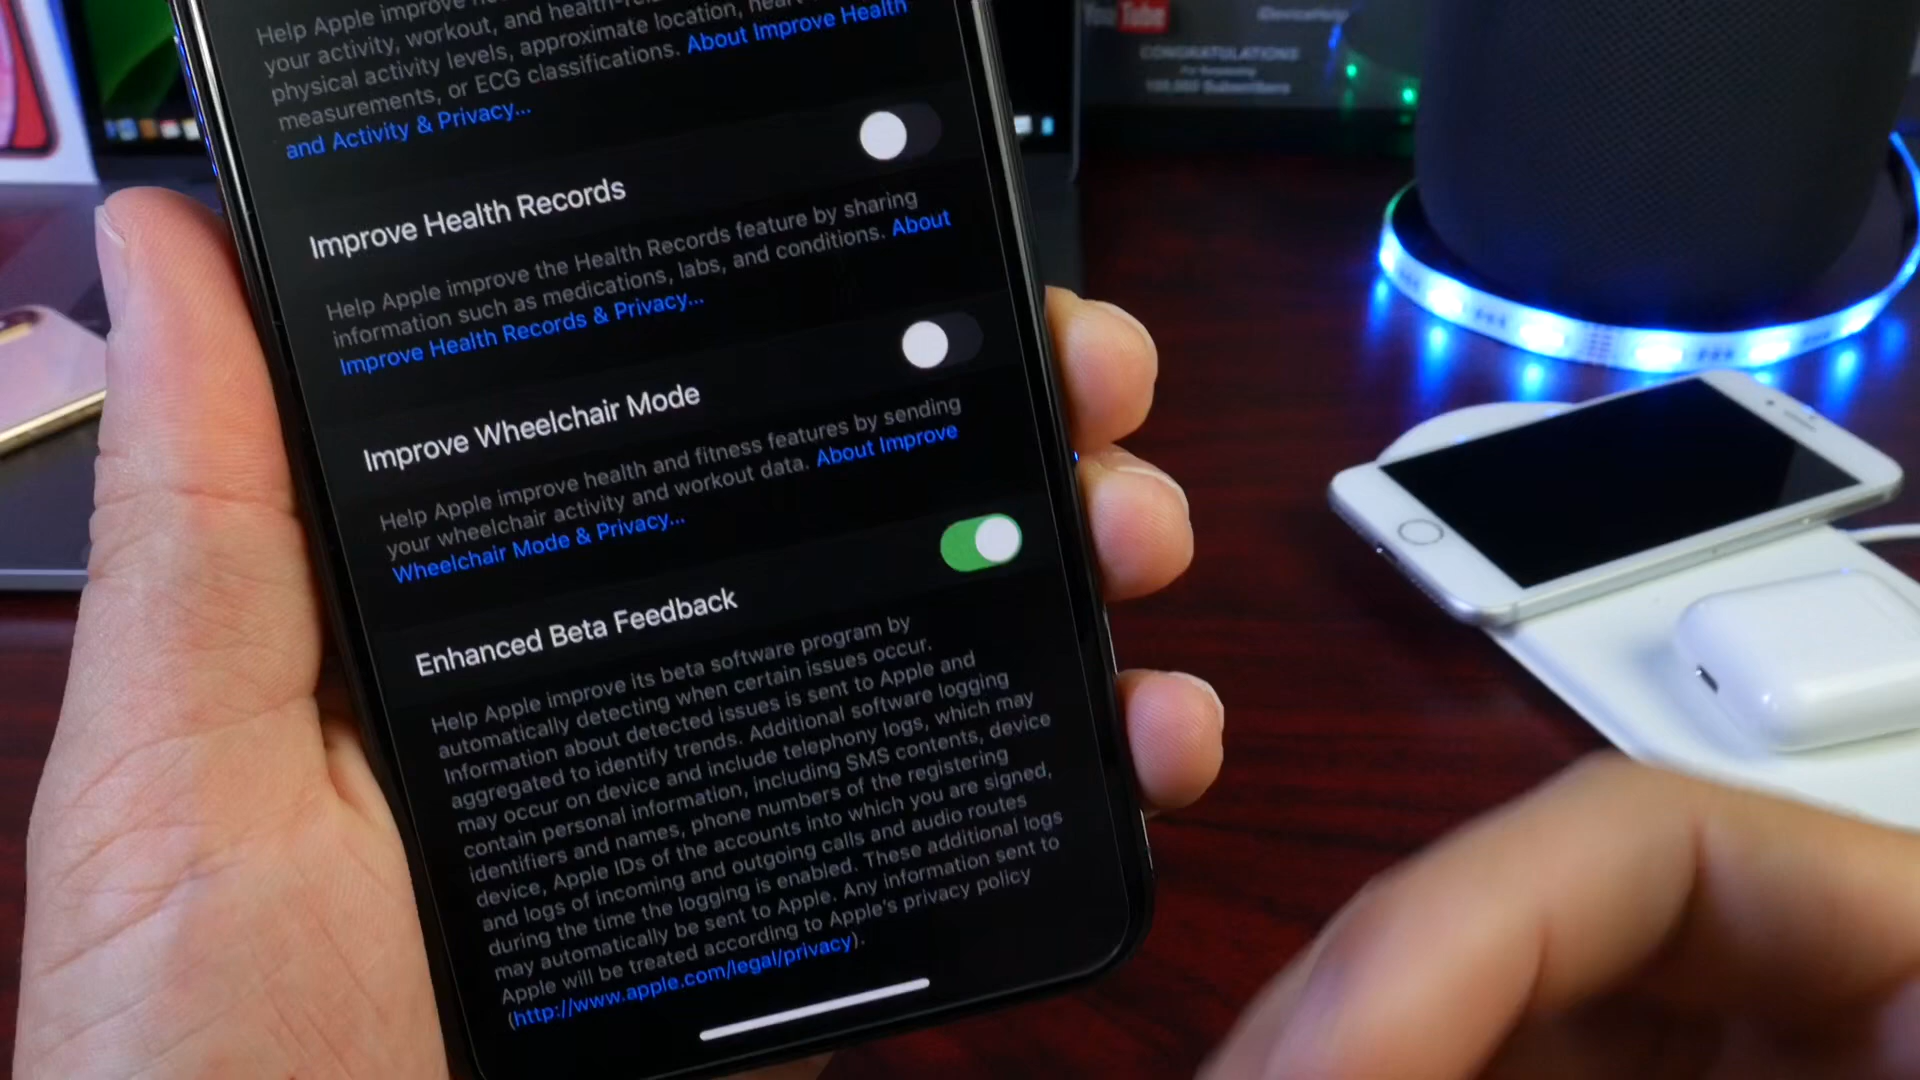 Help Apple improve
your activity, workout, and health-
physical activity levels, approximate location, heart
measurements, or ECG classifications. About Improve Health
and Activity & Privacy...
Improve Health Records
Help Apple improve the Health Records feature by sharing
information such as medications, labs, and conditions. About
Improve Health Records & Privacy...
Improve Wheelchair Mode
Help Apple improve health and fitness features by sending
your wheelchair activity and workout data. About Improve
Wheelchair Mode & Privacy...
Enhanced Beta Feedback
Help Apple improve its beta software program by
automatically detecting when certain issues occur.
Information about detected issues is sent to Apple and
aggregated to identify trends. Additional software logging
may occur on device and include telephony logs, which may
contain personal information, including SMS contents, device
identifiers and names, phone numbers of the registering
device, Apple IDs of the accounts into which you are signed,
and logs of incoming and outgoing calls and audio routes
during the time the logging is enabled. These additional logs
may automatically be sent to Apple. Any information sent to
Apple will be treated according to Apple's privacy policy
(http://www.apple.com/legal/privacy).
YouTube
CONGRATULATIONS
For Surpassing
100,000 Subscribers